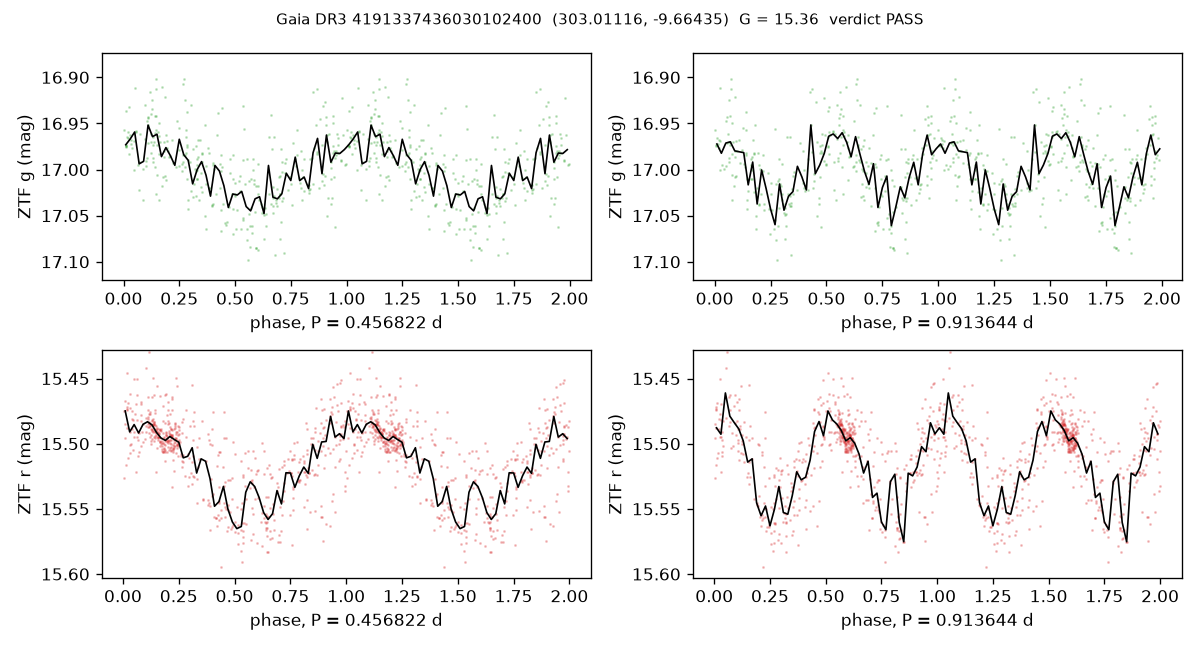 Gaia DR3 4191337436030102400  (303.01116, -9.66435)  G = 15.36  verdict PASS
ZTF g (mag)
16.90
16.95
17.00
17.05
17.10
0.00 0.25 0.50 0.75 1.00 1.25 1.50 1.75 2.00
phase, P = 0.456822 d
ZTF g (mag)
16.90
16.95
17.00
17.05
17.10
0.00 0.25 0.50 0.75 1.00 1.25 1.50 1.75 2.00
phase, P = 0.913644 d
ZTF r (mag)
15.45
15.50
15.55
15.60
0.00 0.25 0.50 0.75 1.00 1.25 1.50 1.75 2.00
phase, P = 0.456822 d
ZTF r (mag)
15.45
15.50
15.55
15.60
0.00 0.25 0.50 0.75 1.00 1.25 1.50 1.75 2.00
phase, P = 0.913644 d